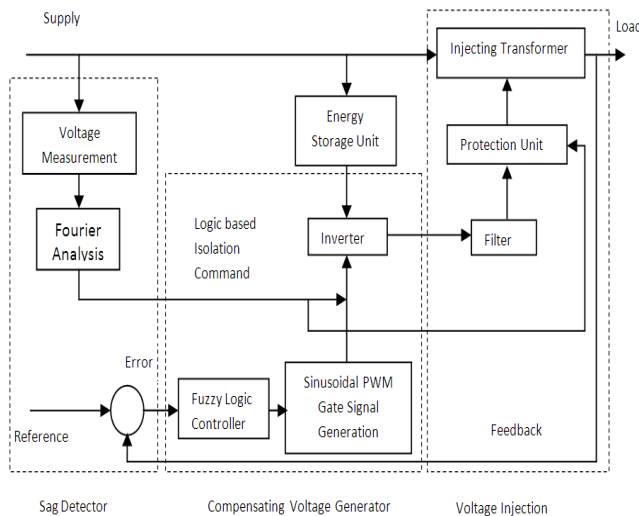 Supply
Load
Injecting Transformer
Voltage
Measurement
Energy
Storage Unit
Protection Unit
Fourier
Analysis
Logic based
Isolation
Command
Inverter
Filter
Error
Fuzzy Logic
Controller
Sinusoidal PWM
Gate Signal
Generation
Reference
Feedback
Sag Detector
Compensating Voltage Generator
Voltage Injection